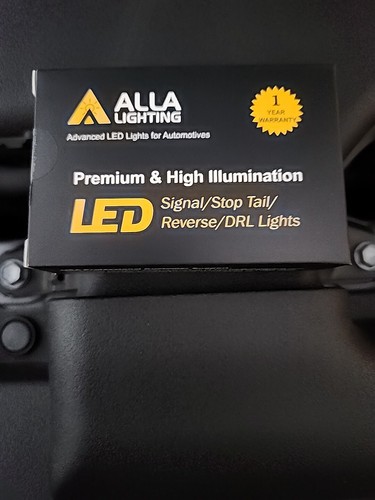 ALLA
LIGHTING
Advanced LED Lights for Automotives
1
YEAR
WARRANTY
Premium & High Illumination
LED
Signal/Stop Tail/
Reverse/DRL Lights